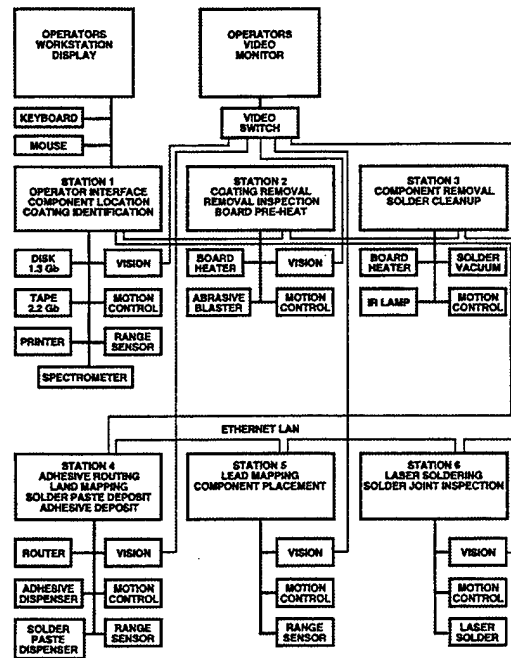 OPERATORS
WORKSTATION
DISPLAY
OPERATORS
VIDEO
MONITOR
KEYBOARD
MOUSE
VIDEO
SWITCH
STATION 1
OPERATOR INTERFACE
COMPONENT LOCATION
COATING IDENTIFICATION
STATION 2
COATING REMOVAL
REMOVAL INSPECTION
BOARD PRE-HEAT
STATION 3
COMPONENT REMOVAL
SOLDER CLEANUP
DISK
1.3 Gb
VISION
TAPE
2.2 Gb
MOTION
CONTROL
PRINTER
RANGE
SENSOR
SPECTROMETER
BOARD
HEATER
VISION
ABRASIVE
BLASTER
MOTION
CONTROL
BOARD
HEATER
SOLDER
VACUUM
IR LAMP
MOTION
CONTROL
ETHERNET LAN
STATION 4
ADHESIVE ROUTING
LAND MAPPING
SOLDER PASTE DEPOSIT
ADHESIVE DEPOSIT
STATION 5
LEAD MAPPING
COMPONENT PLACEMENT
STATION 6
LASER SOLDERING
SOLDER JOINT INSPECTION
ROUTER
VISION
ADHESIVE
DISPENSER
MOTION
CONTROL
SOLDER
PASTE
DISPENSER
RANGE
SENSOR
VISION
MOTION
CONTROL
RANGE
SENSOR
VISION
MOTION
CONTROL
LASER
SOLDER